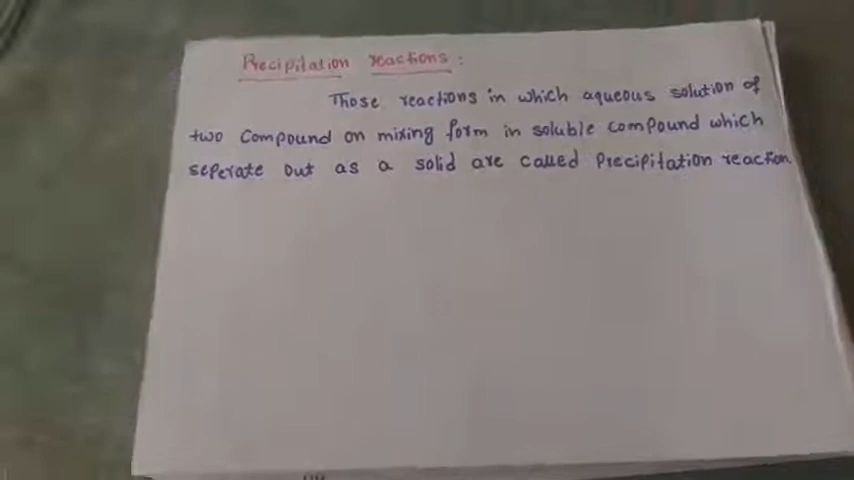 Precipitation reactions:
Those reactions in which aqueous solution of
two compound on mixing form in soluble compound which
seperate out as a solid are called Precipitation reaction.